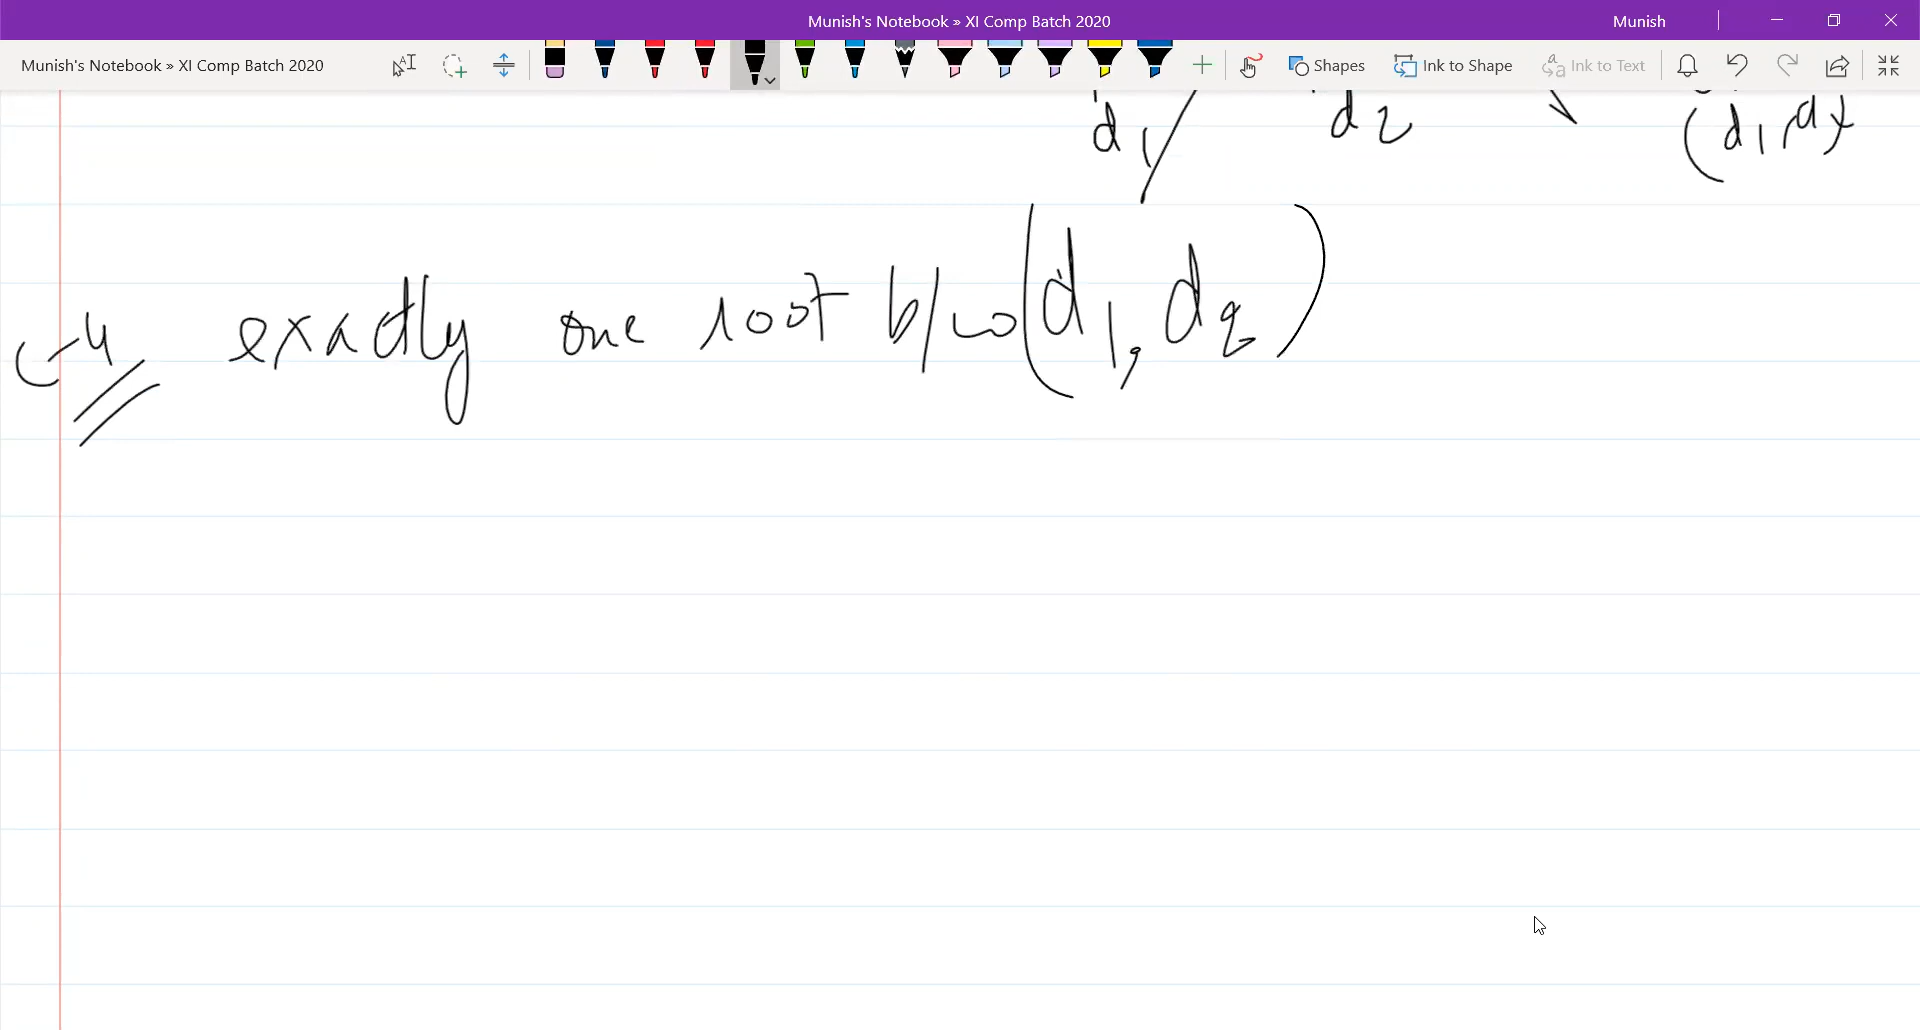 Munish's Notebook » XI Comp Batch 2020
Munish
Munish's Notebook » XI Comp Batch 2020
Shapes
Ink to Shape
Ink to Text
d1
d2
(d1, d2)
C-4 exactly one root b/w (d1, d2)